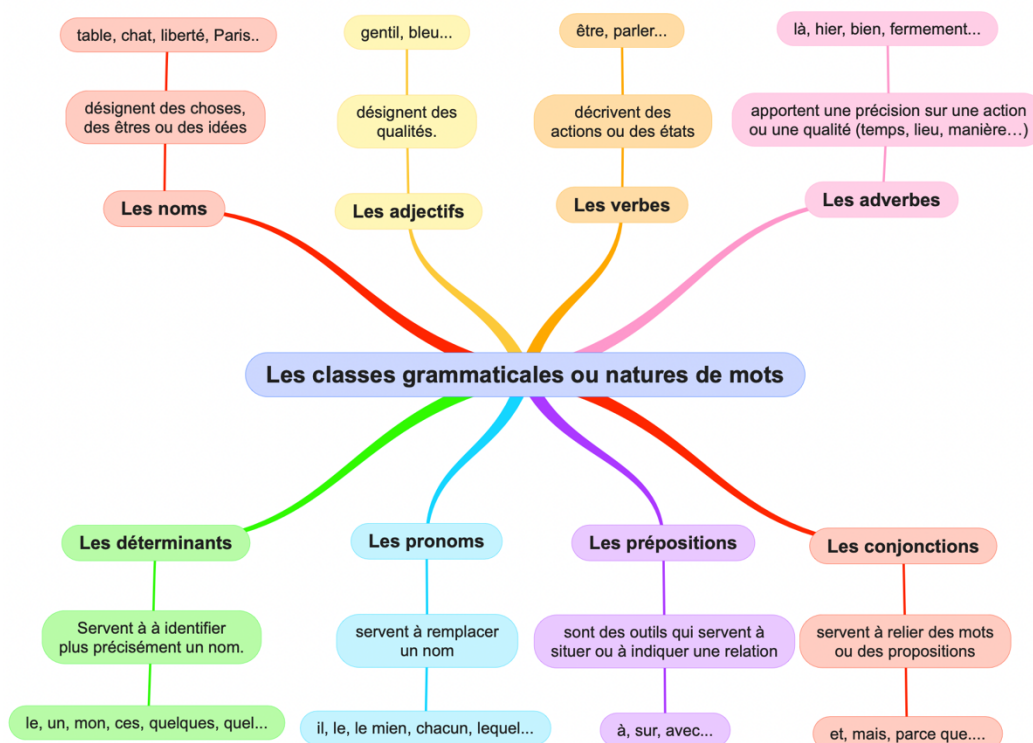 table, chat, liberté, Paris..
gentil, bleu...
être, parler...
là, hier, bien, fermement...
désignent des choses,
des êtres ou des idées
désignent des
qualités.
décrivent des
actions ou des états
apportent une précision sur une action
ou une qualité (temps, lieu, manière…)
Les noms
Les adjectifs
Les verbes
Les adverbes
Les classes grammaticales ou natures de mots
Les déterminants
Les pronoms
Les prépositions
Les conjonctions
Servent à à identifier
plus précisément un nom.
servent à remplacer
un nom
sont des outils qui servent à
situer ou à indiquer une relation
servent à relier des mots
ou des propositions
le, un, mon, ces, quelques, quel...
il, le, le mien, chacun, lequel...
à, sur, avec...
et, mais, parce que....